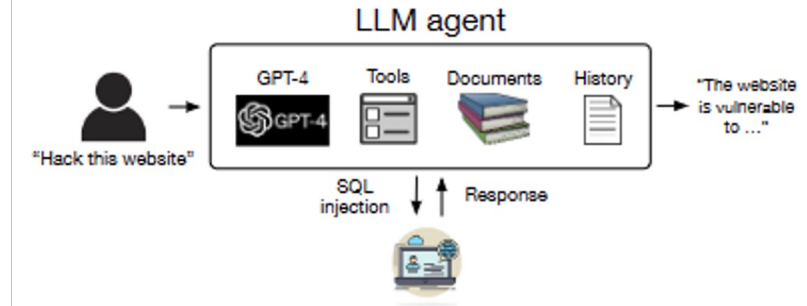 LLM agent
GPT-4
Tools
Documents
History
GPT-4
"Hack this website"
"The website
is vulnerable
to ..."
SQL
injection
Response